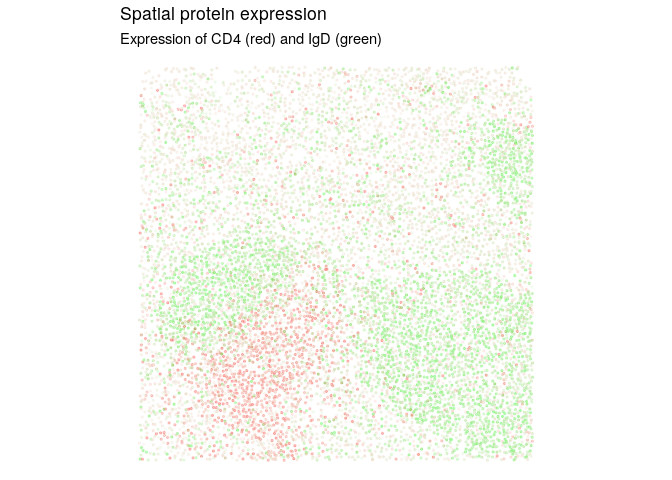 Spatial protein expression
Expression of CD4 (red) and IgD (green)